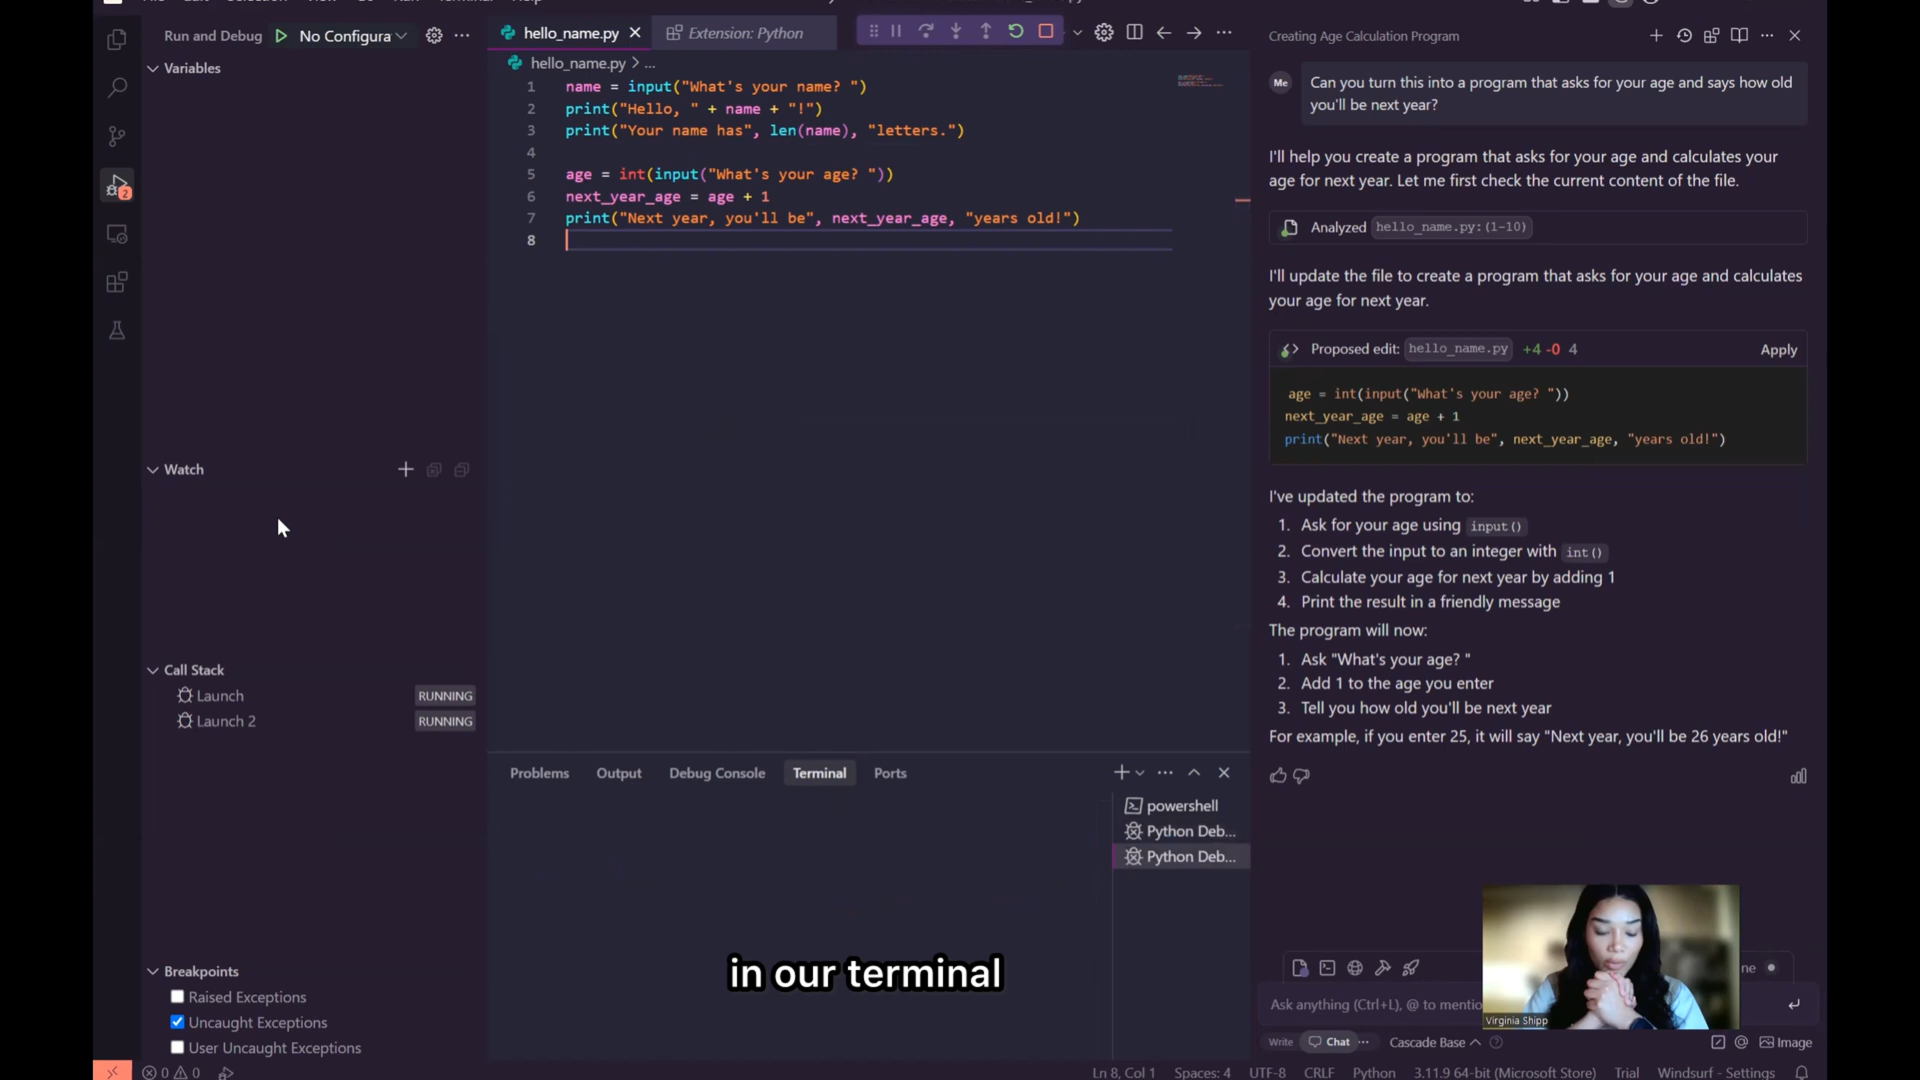 Run and Debug
No Configura
hello_name.py
Extension: Python
Creating Age Calculation Program
Variables
hello_name.py > ...
1 name = input("What's your name? ")
2 print("Hello, " + name + "!")
3 print("Your name has", len(name), "letters.")
4
5 age = int(input("What's your age? "))
6 next_year_age = age + 1
7 print("Next year, you'll be", next_year_age, "years old!")
8
Me
Can you turn this into a program that asks for your age and says how old
you'll be next year?
I'll help you create a program that asks for your age and calculates your
age for next year. Let me first check the current content of the file.
Analyzed hello_name.py:(1-10)
I'll update the file to create a program that asks for your age and calculates
your age for next year.
Proposed edit: hello_name.py +4 -0 4
Apply
age = int(input("What's your age? "))
next_year_age = age + 1
print("Next year, you'll be", next_year_age, "years old!")
I've updated the program to:
1. Ask for your age using input()
2. Convert the input to an integer with int()
3. Calculate your age for next year by adding 1
4. Print the result in a friendly message
The program will now:
1. Ask "What's your age? "
2. Add 1 to the age you enter
3. Tell you how old you'll be next year
For example, if you enter 25, it will say "Next year, you'll be 26 years old!"
Watch
Call Stack
Launch RUNNING
Launch 2 RUNNING
Problems Output Debug Console Terminal Ports
powershell
Python Deb...
Python Deb...
in our terminal
Breakpoints
Raised Exceptions
Uncaught Exceptions
User Uncaught Exceptions
2
Ask anything (Ctrl+L), @ to mentio
Virginia Shipp
Write Chat ... Cascade Base
Image
0 0
Ln 8, Col 1 Spaces: 4 UTF-8 CRLF Python 3.11.9 64-bit (Microsoft Store) Trial Windsurf - Settings